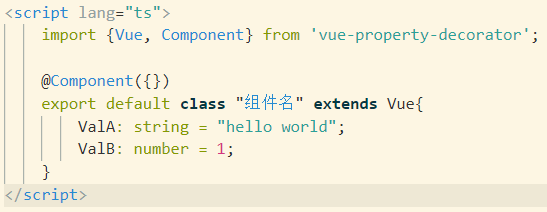 <script lang="ts">
import {Vue, Component} from 'vue-property-decorator';
@Component({})
export default class "组件名" extends Vue{
ValA: string = "hello world";
ValB: number = 1;
}
</script>